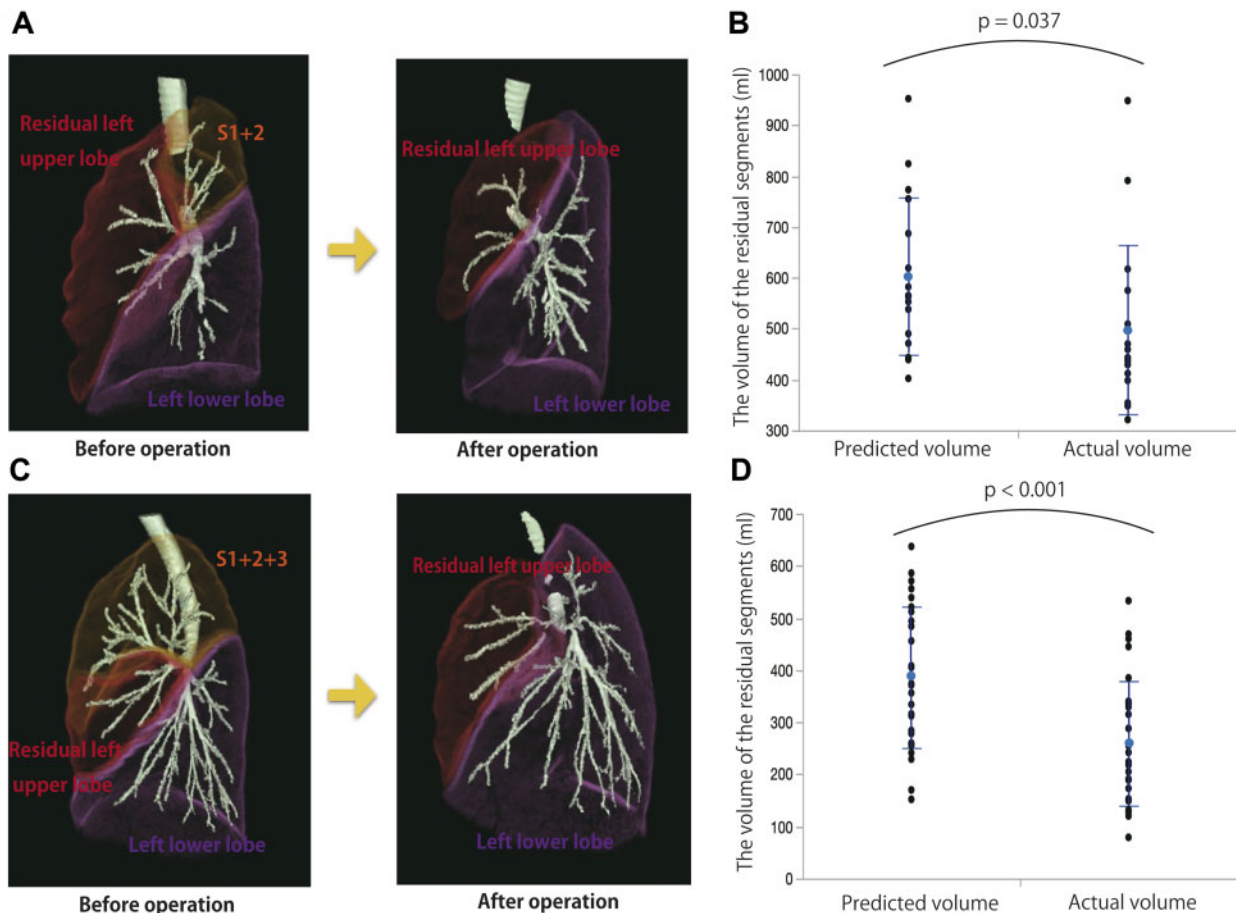 A
Residual left
upper lobe
S1+2
Left lower lobe
Before operation
Residual left upper lobe
Left lower lobe
After operation
B
p = 0.037
The volume of the residual segments (ml)
1000
900
800
700
600
500
400
300
Predicted volume
Actual volume
C
S1+2+3
Residual left
upper lobe
Left lower lobe
Before operation
Residual left upper lobe
Left lower lobe
After operation
D
p < 0.001
The volume of the residual segments (ml)
700
600
500
400
300
200
100
0
Predicted volume
Actual volume